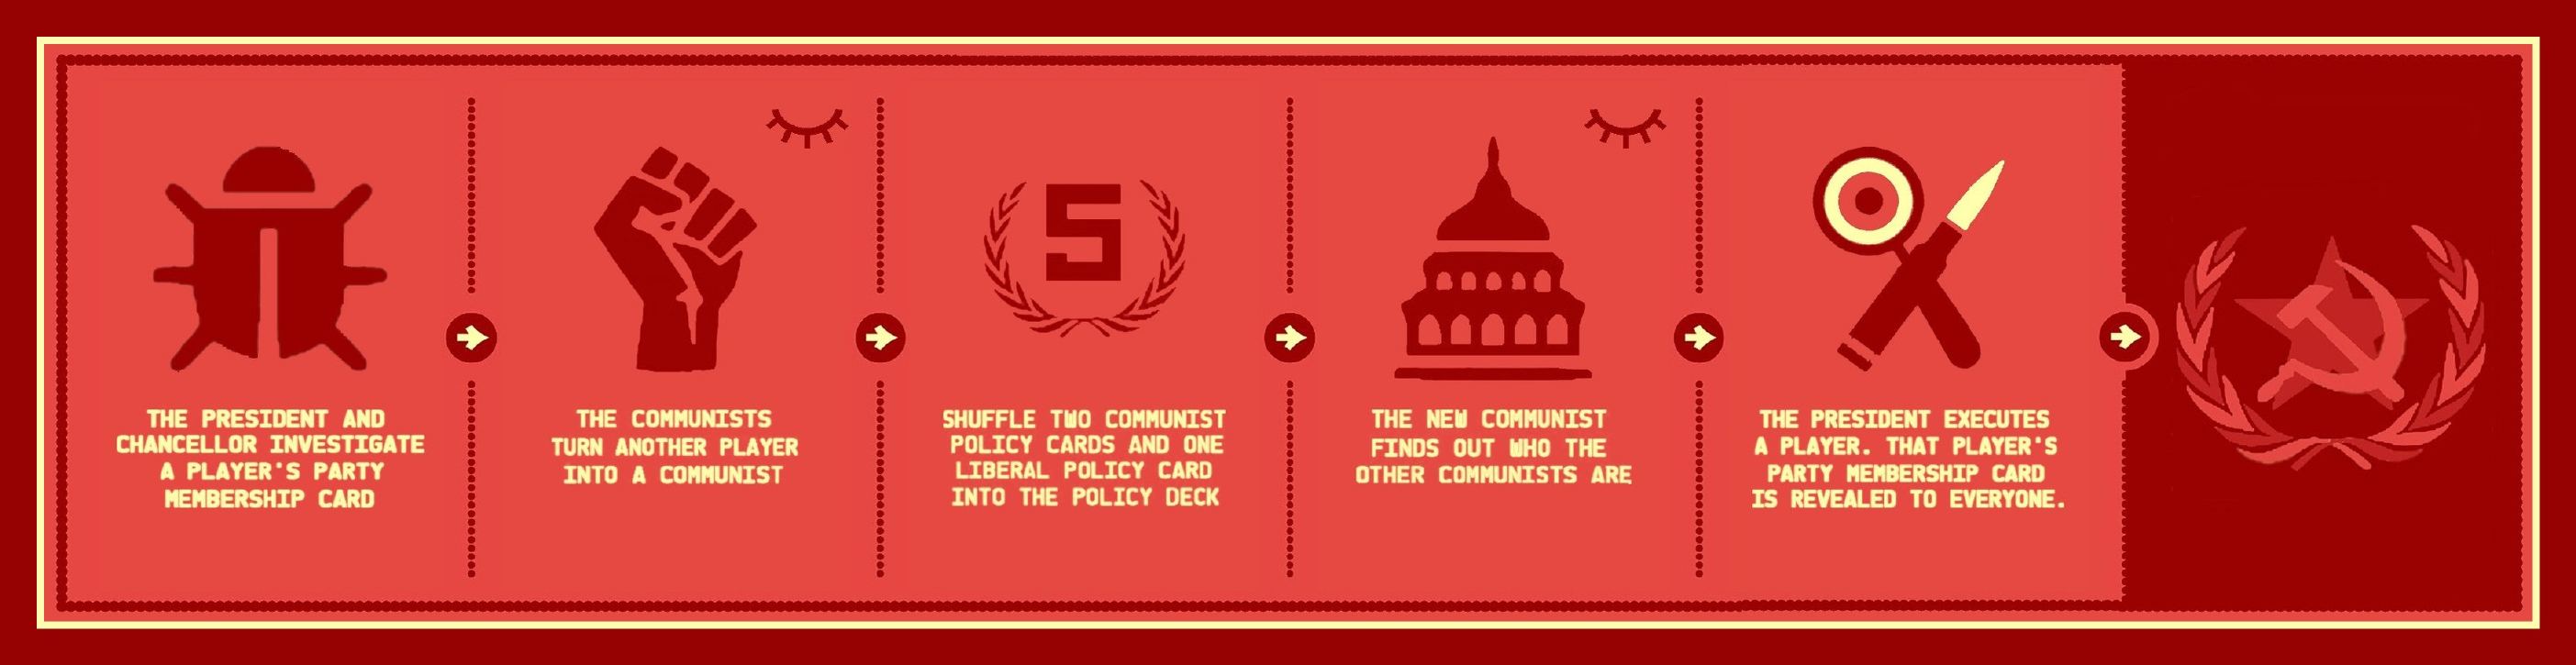 THE PRESIDENT AND
CHANCELLOR INVESTIGATE
A PLAYER'S PARTY
MEMBERSHIP CARD
THE COMMUNISTS
TURN ANOTHER PLAYER
INTO A COMMUNIST
5
SHUFFLE TWO COMMUNIST
POLICY CARDS AND ONE
LIBERAL POLICY CARD
INTO THE POLICY DECK
THE NEW COMMUNIST
FINDS OUT WHO THE
OTHER COMMUNISTS ARE
THE PRESIDENT EXECUTES
A PLAYER. THAT PLAYER'S
PARTY MEMBERSHIP CARD
IS REVEALED TO EVERYONE.